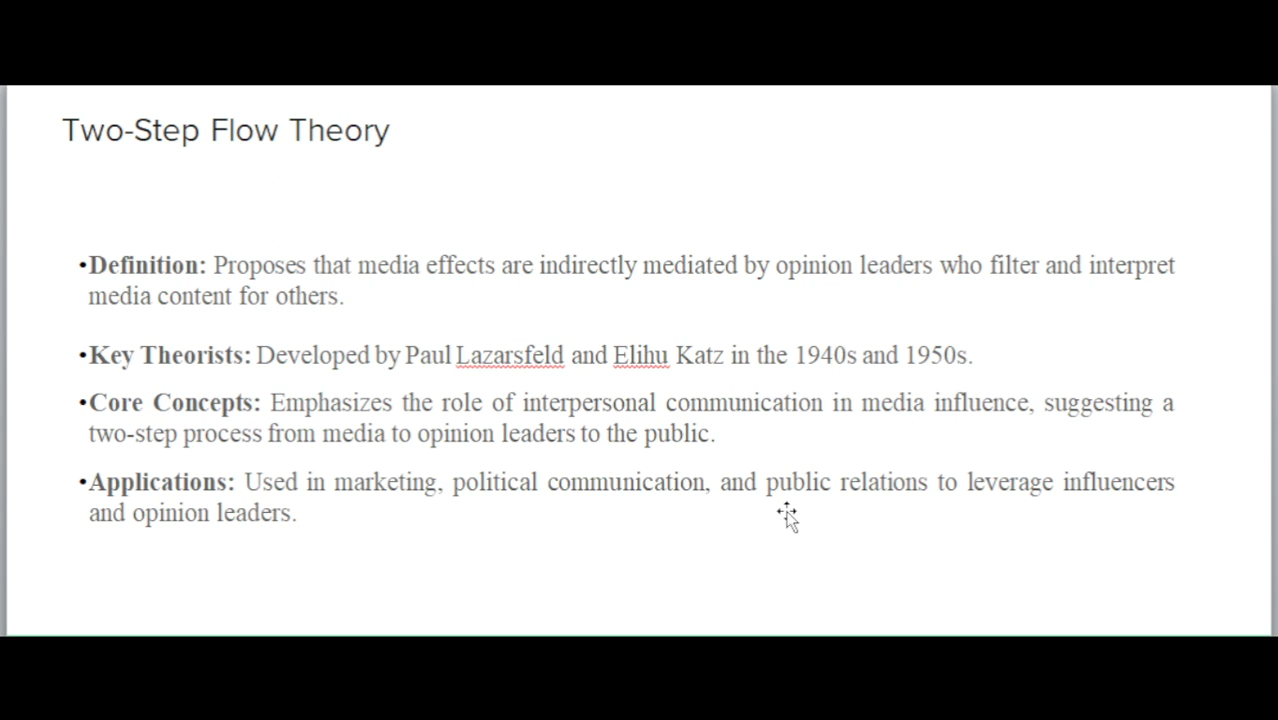 Two-Step Flow Theory
•Definition: Proposes that media effects are indirectly mediated by opinion leaders who filter and interpret
media content for others.
•Key Theorists: Developed by Paul Lazarsfeld and Elihu Katz in the 1940s and 1950s.
•Core Concepts: Emphasizes the role of interpersonal communication in media influence, suggesting a
two-step process from media to opinion leaders to the public.
•Applications: Used in marketing, political communication, and public relations to leverage influencers
and opinion leaders.